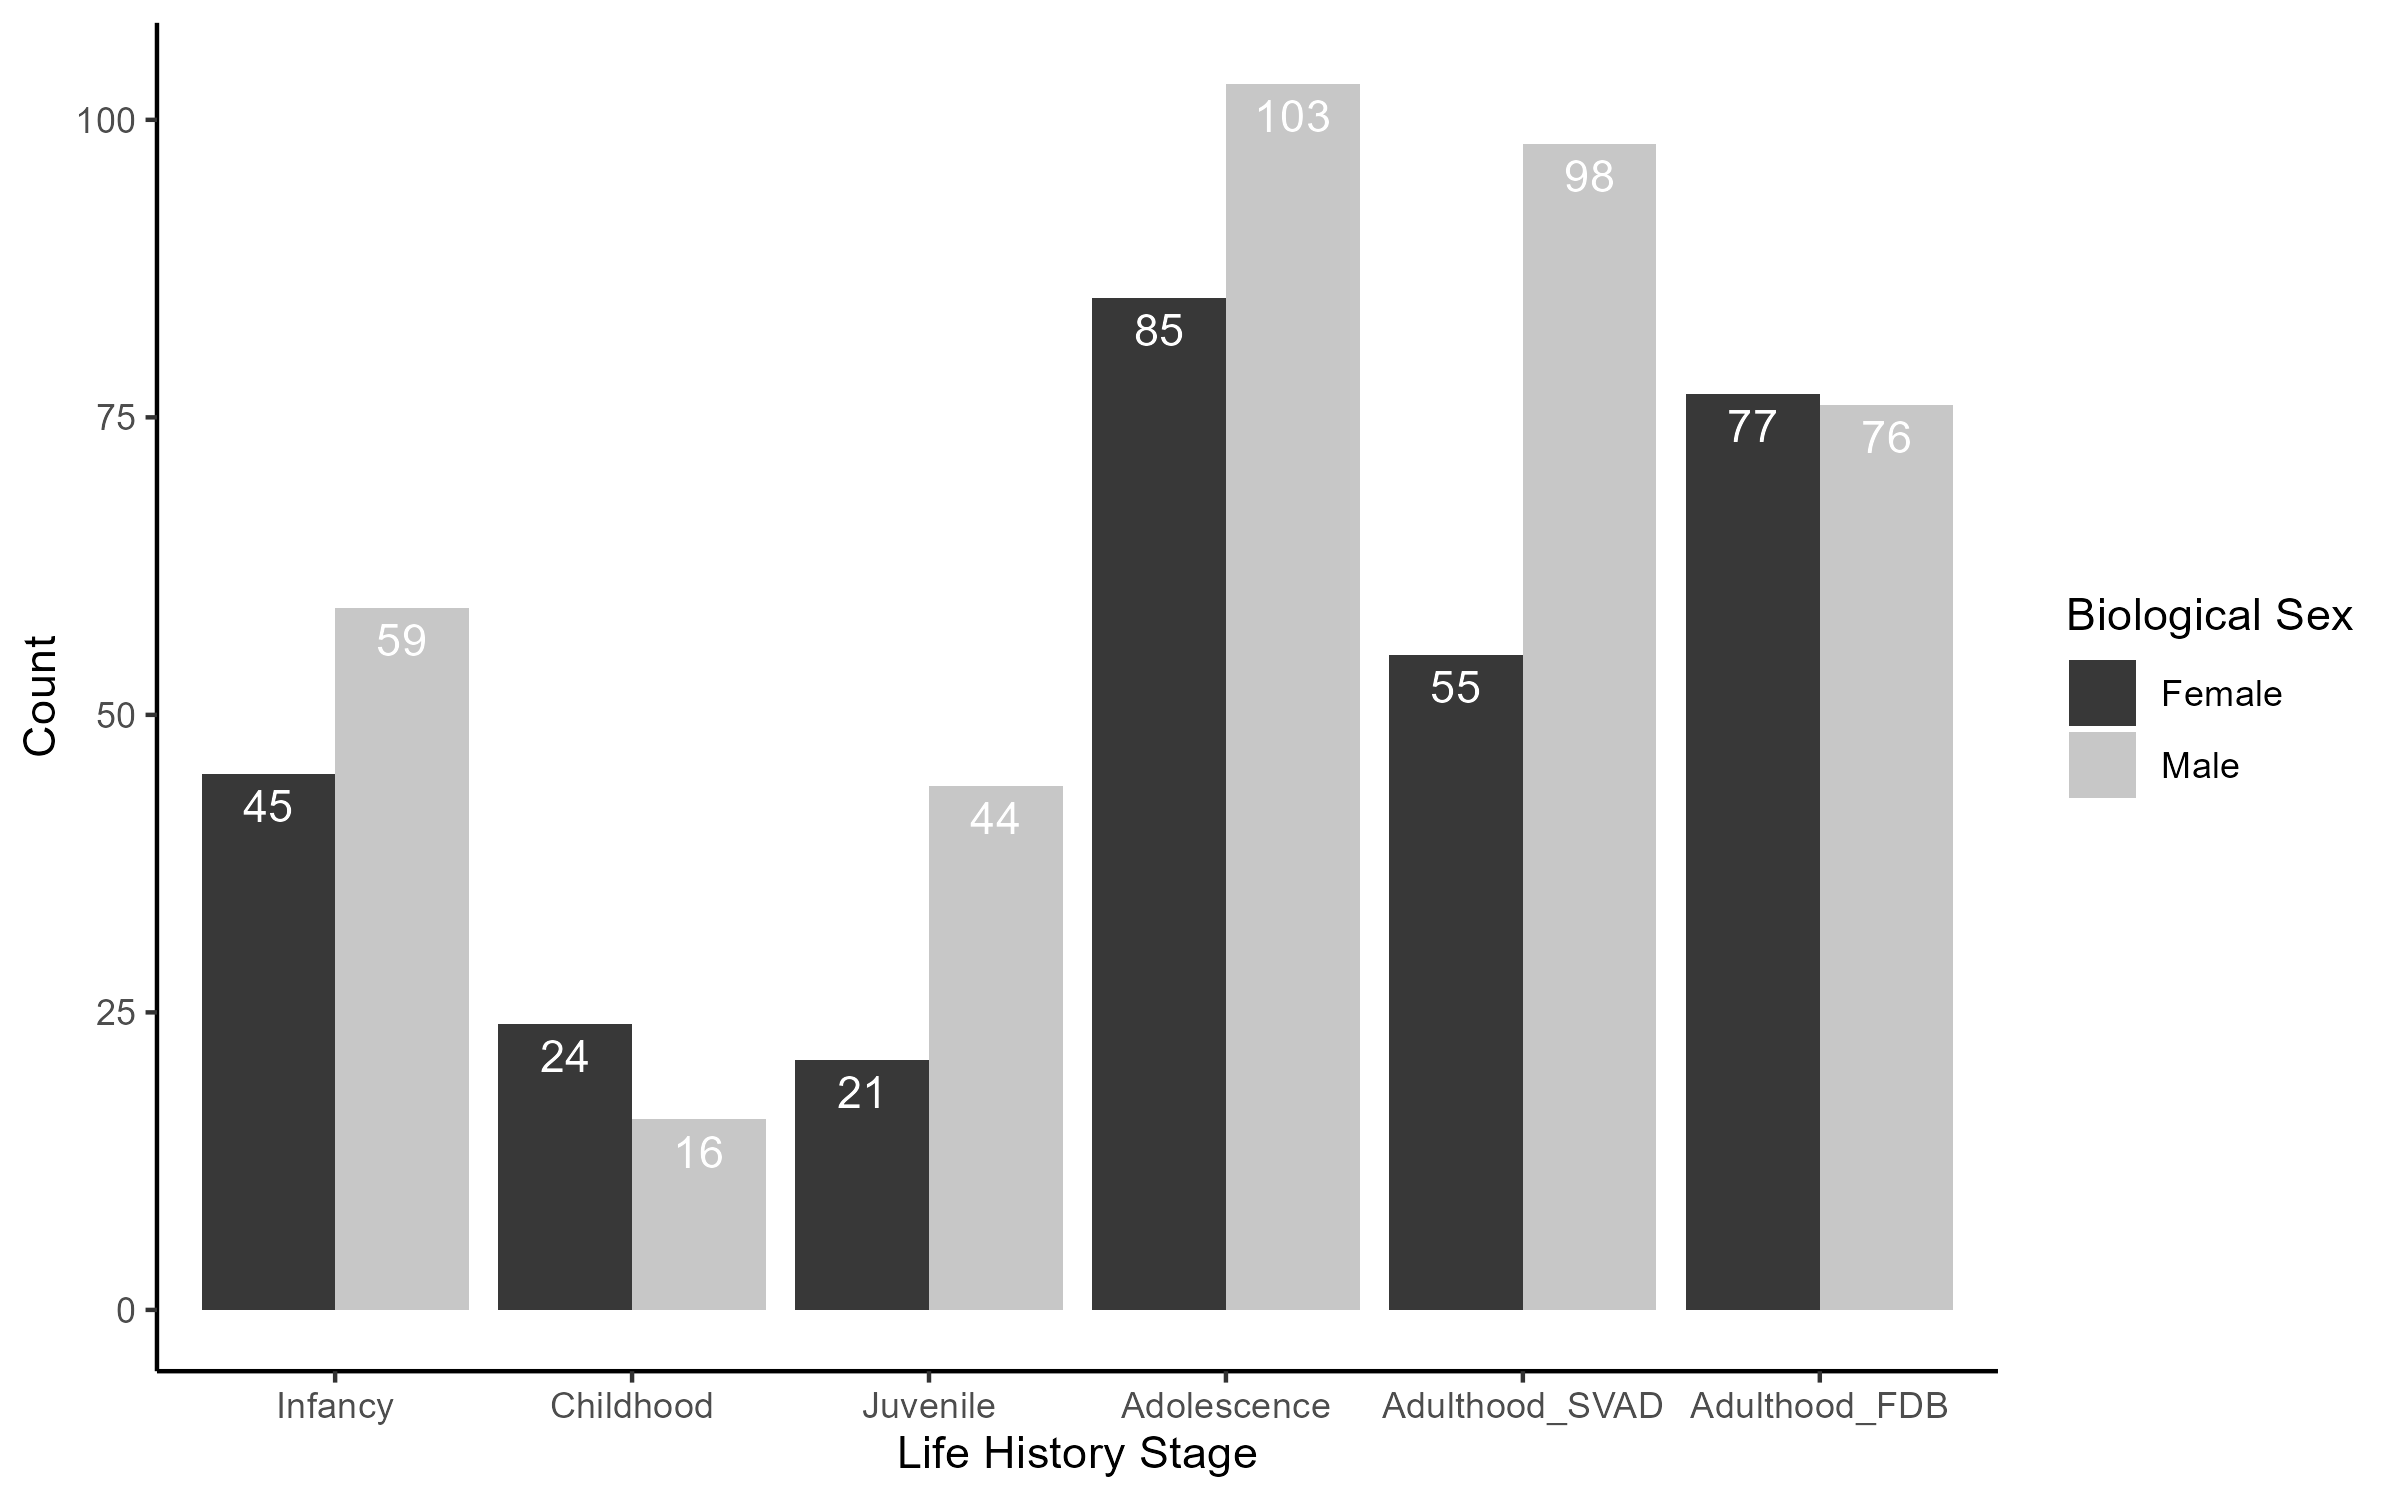 Count
100
75
50
25
0
45
59
24
16
21
44
85
103
55
98
77
76
Infancy
Childhood
Juvenile
Adolescence
Adulthood_SVAD
Adulthood_FDB
Life History Stage
Biological Sex
Female
Male